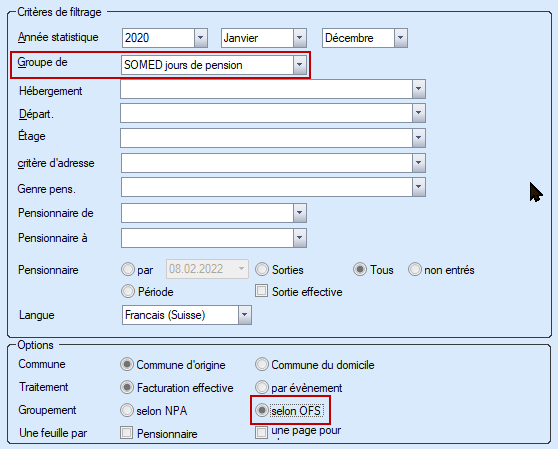 Critères de filtrage
Année statistique 2020 Janvier Décembre
Groupe de SOMED jours de pension
Hébergement
Départ.
Étage
critère d'adresse
Genre pens.
Pensionnaire de
Pensionnaire à
Pensionnaire par 08.02.2022 Sorties Tous non entrés
Période Sortie effective
Langue Francais (Suisse)
Options
Commune Commune d'origine Commune du domicile
Traitement Facturation effective par évènement
Groupement selon NPA selon OFS
Une feuille par Pensionnaire une page pour